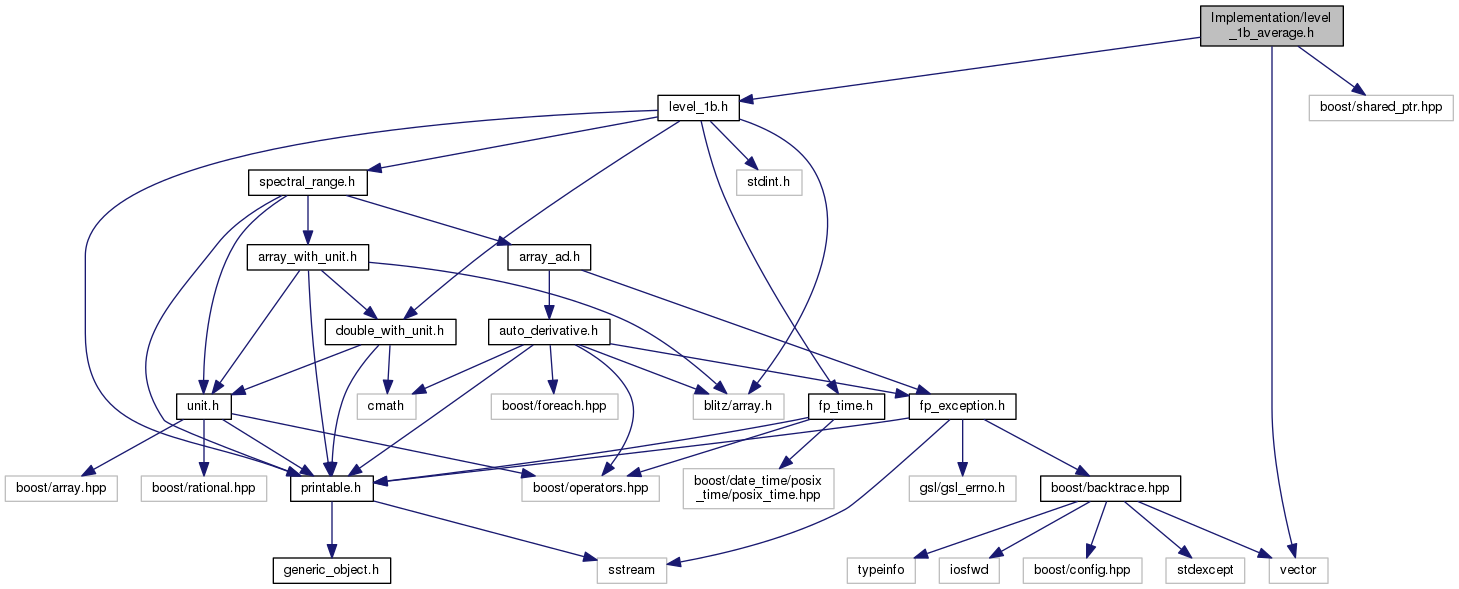 Implementation/level
_1b_average.h
level_1b.h
boost/shared_ptr.hpp
spectral_range.h
stdint.h
array_with_unit.h
array_ad.h
double_with_unit.h
auto_derivative.h
unit.h
cmath
boost/foreach.hpp
blitz/array.h
fp_time.h
fp_exception.h
boost/array.hpp
boost/rational.hpp
printable.h
boost/operators.hpp
boost/date_time/posix
_time/posix_time.hpp
gsl/gsl_errno.h
boost/backtrace.hpp
generic_object.h
sstream
typeinfo
iosfwd
boost/config.hpp
stdexcept
vector